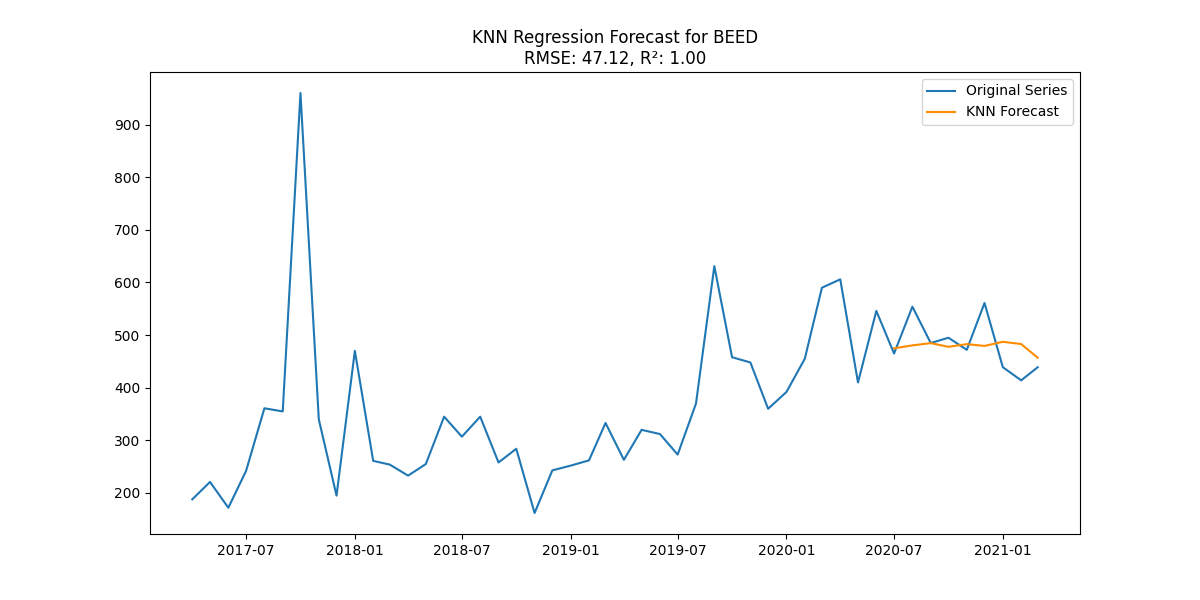 KNN Regression Forecast for BEED
RMSE: 47.12, R²: 1.00
Original Series
KNN Forecast
900
800
700
600
500
400
300
200
2017-07 2018-01 2018-07 2019-01 2019-07 2020-01 2020-07 2021-01